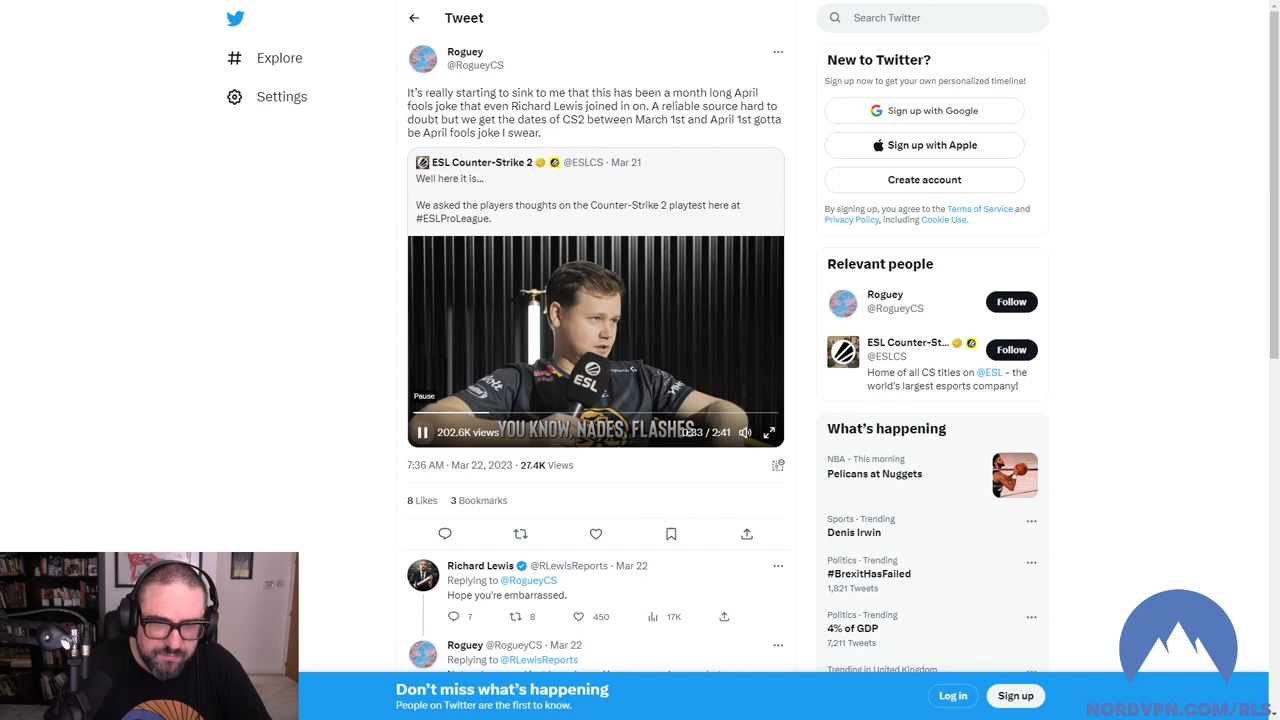 Explore
Settings
Tweet
Roguey
@RogueyCS
It's really starting to sink to me that this has been a month long April
fools joke that even Richard Lewis joined in on. A reliable source hard to
doubt but we get the dates of CS2 between March 1st and April 1st gotta
be April fools joke I swear.
ESL Counter-Strike 2 @ESLCS · Mar 21
Well here it is...
We asked the players thoughts on the Counter-Strike 2 playtest here at
#ESLProLeague.
ESL
Pause
202.6K views
YOU KNOW, NADES, FLASHES
0:33 / 2:41
7:36 AM · Mar 22, 2023 · 27.4K Views
8 Likes 3 Bookmarks
Richard Lewis @RLewisReports · Mar 22
Replying to @RogueyCS
Hope you're embarrassed.
7 8 450 17K
Roguey @RogueyCS · Mar 22
Replying to @RLewisReports
Search Twitter
New to Twitter?
Sign up now to get your own personalized timeline!
Sign up with Google
Sign up with Apple
Create account
By signing up, you agree to the Terms of Service and
Privacy Policy, including Cookie Use.
Relevant people
Roguey
@RogueyCS
Follow
ESL Counter-St...
@ESLCS
Follow
Home of all CS titles on @ESL - the
world's largest esports company!
What's happening
NBA · This morning
Pelicans at Nuggets
Sports · Trending
Denis Irwin
Politics · Trending
#BrexitHasFailed
1,821 Tweets
Politics · Trending
4% of GDP
7,211 Tweets
Trending in United Kingdom
Don't miss what's happening
People on Twitter are the first to know.
Log in
Sign up
NORDVPN.COM/RLS